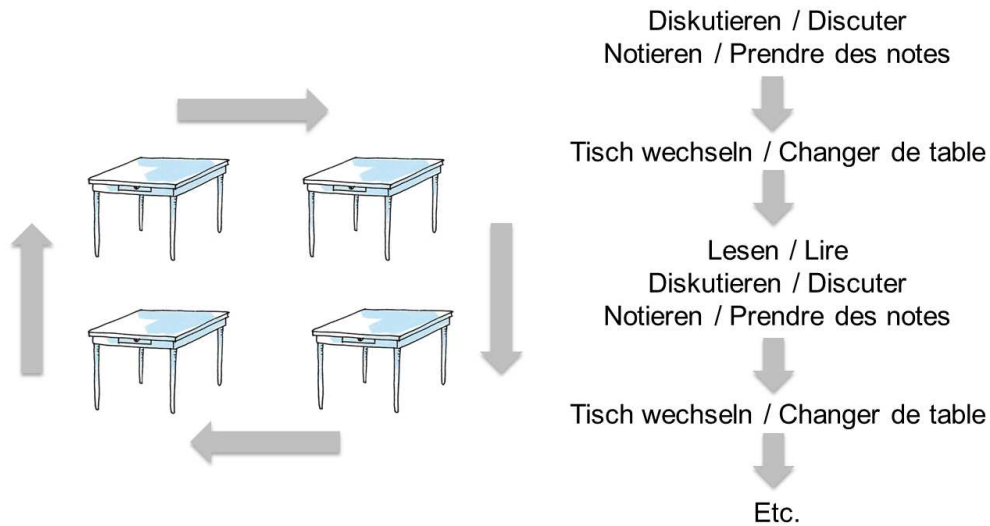 Diskutieren / Discuter
Notieren / Prendre des notes
Tisch wechseln / Changer de table
Lesen / Lire
Diskutieren / Discuter
Notieren / Prendre des notes
Tisch wechseln / Changer de table
Etc.